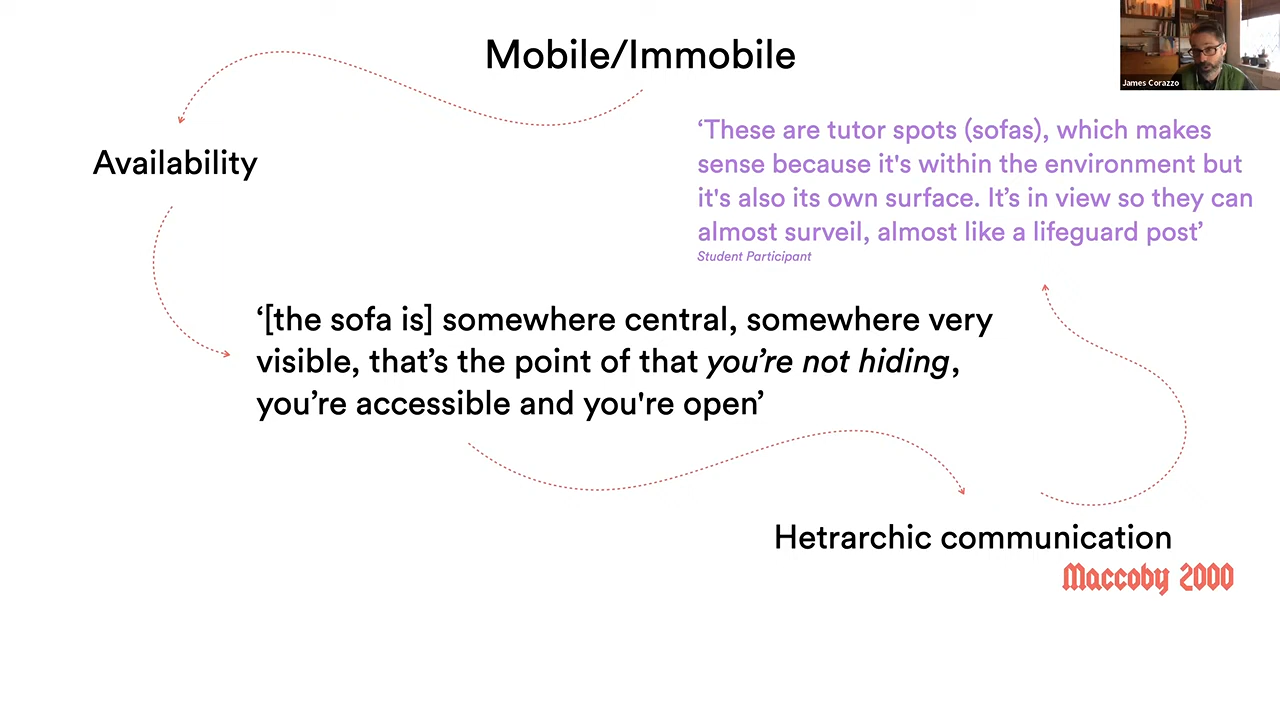 Mobile/Immobile
James Corazzo
Availability
‘These are tutor spots (sofas), which makes
sense because it's within the environment but
it's also its own surface. It’s in view so they can
almost surveil, almost like a lifeguard post’
Student Participant
‘[the sofa is] somewhere central, somewhere very
visible, that’s the point of that you’re not hiding,
you’re accessible and you're open’
Hetrarchic communication
Maccoby 2000